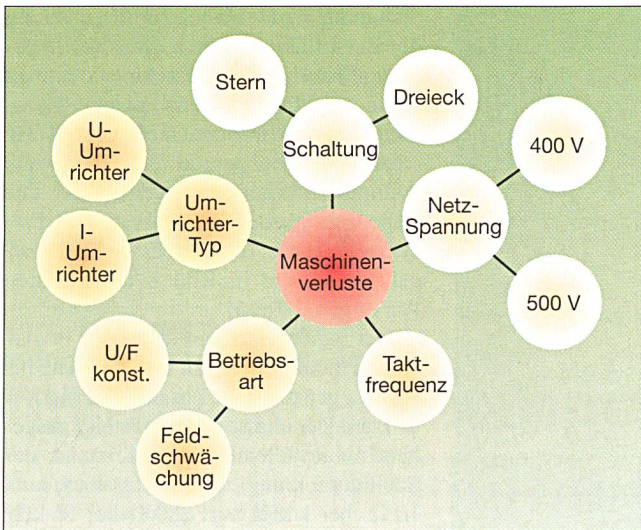 Stern
Dreieck
U-
Um-
richter
Schaltung
400 V
Um-
richter-
Typ
Netz-
Spannung
I-
Um-
richter
Maschinen-
verluste
500 V
U/F
konst.
Betriebs-
art
Takt-
frequenz
Feld-
schwä-
chung